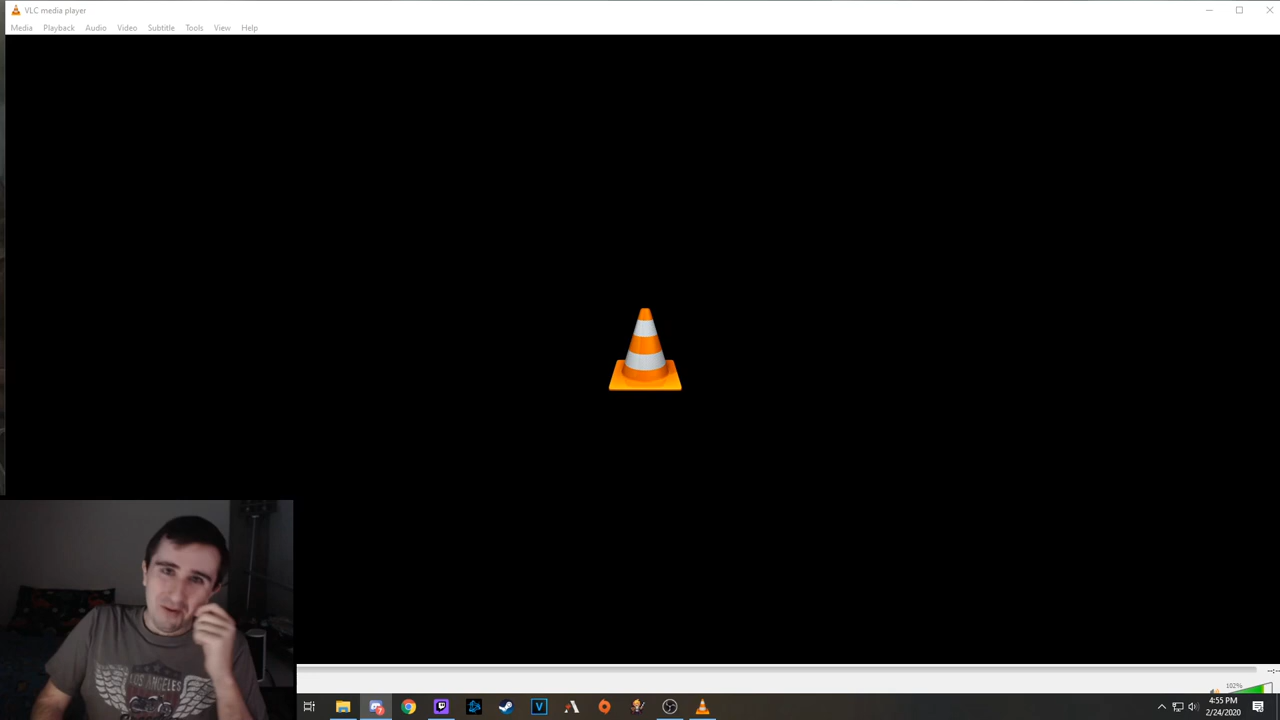 VLC media player
Media Playback Audio Video Subtitle Tools View Help
LOS ANGELES
102%
4:55 PM
2/24/2020